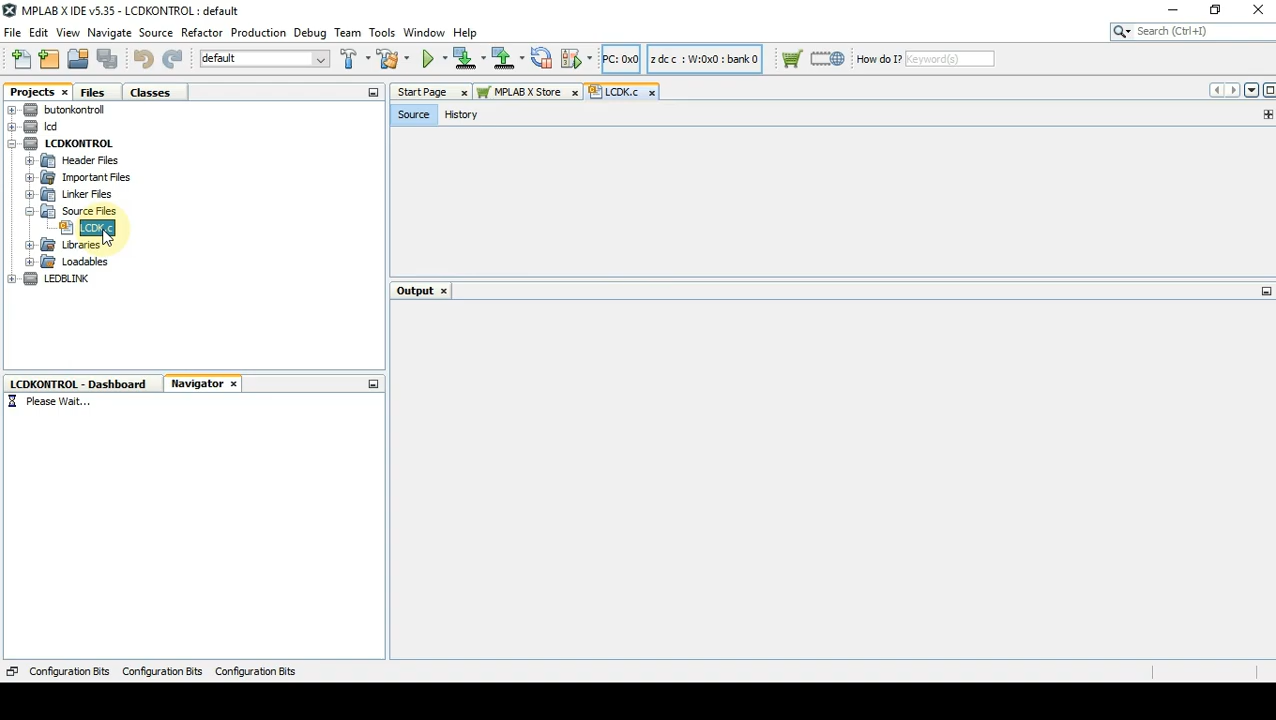 MPLAB X IDE v5.35 - LCDKONTROL : default
File Edit View Navigate Source Refactor Production Debug Team Tools Window Help
Search (Ctrl+I)
default
PC: 0x0
z dc c : W:0x0 : bank 0
How do I? Keyword(s)
Projects Files Classes
Start Page MPLAB X Store LCDK.c
Source History
butonkontroll
lcd
LCDKONTROL
Header Files
Important Files
Linker Files
Source Files
LCDK.c
Libraries
Loadables
LEDBLINK
Output
LCDKONTROL - Dashboard Navigator
Please Wait...
Configuration Bits Configuration Bits Configuration Bits